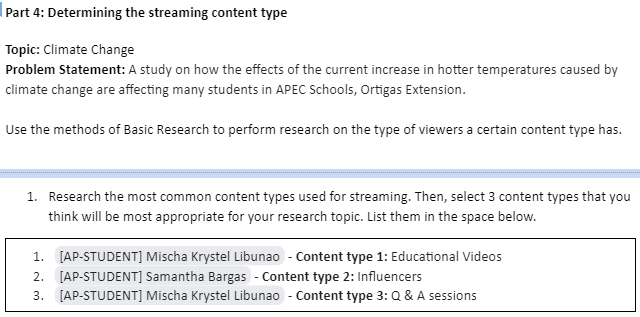 Part 4: Determining the streaming content type
Topic: Climate Change
Problem Statement: A study on how the effects of the current increase in hotter temperatures caused by
climate change are affecting many students in APEC Schools, Ortigas Extension.
Use the methods of Basic Research to perform research on the type of viewers a certain content type has.
1. Research the most common content types used for streaming. Then, select 3 content types that you
think will be most appropriate for your research topic. List them in the space below.
1. [AP-STUDENT] Mischa Krystel Libunao - Content type 1: Educational Videos
2. [AP-STUDENT] Samantha Bargas - Content type 2: Influencers
3. [AP-STUDENT] Mischa Krystel Libunao - Content type 3: Q & A sessions